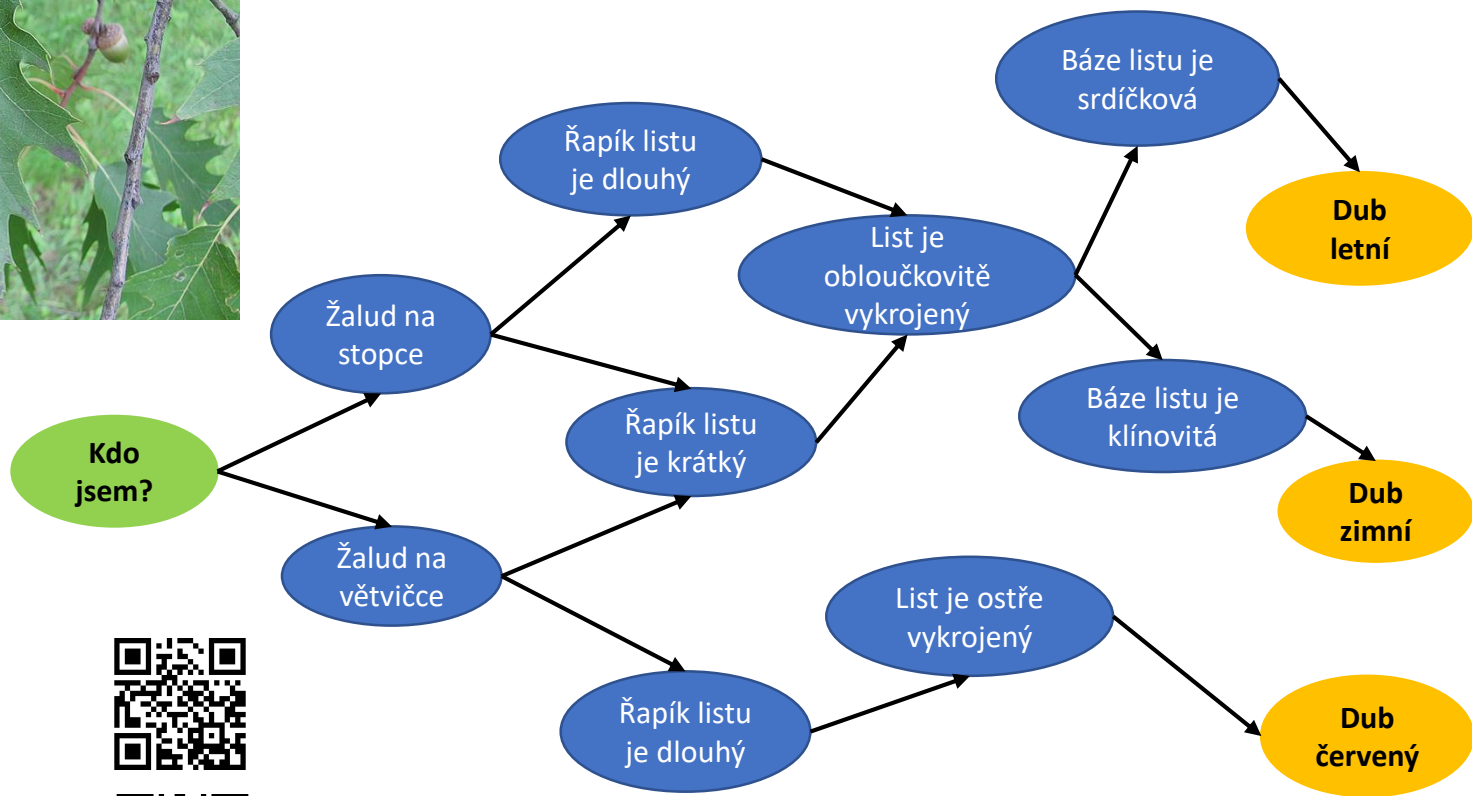 Báze listu je
srdíčková
Řapík listu
je dlouhý
Dub
letní
List je
obloučkovitě
vykrojený
Žalud na
stopce
Báze listu je
klínovitá
Řapík listu
je krátký
Kdo
jsem?
Dub
zimní
Žalud na
větvičce
List je ostře
vykrojený
Řapík listu
je dlouhý
Dub
červený